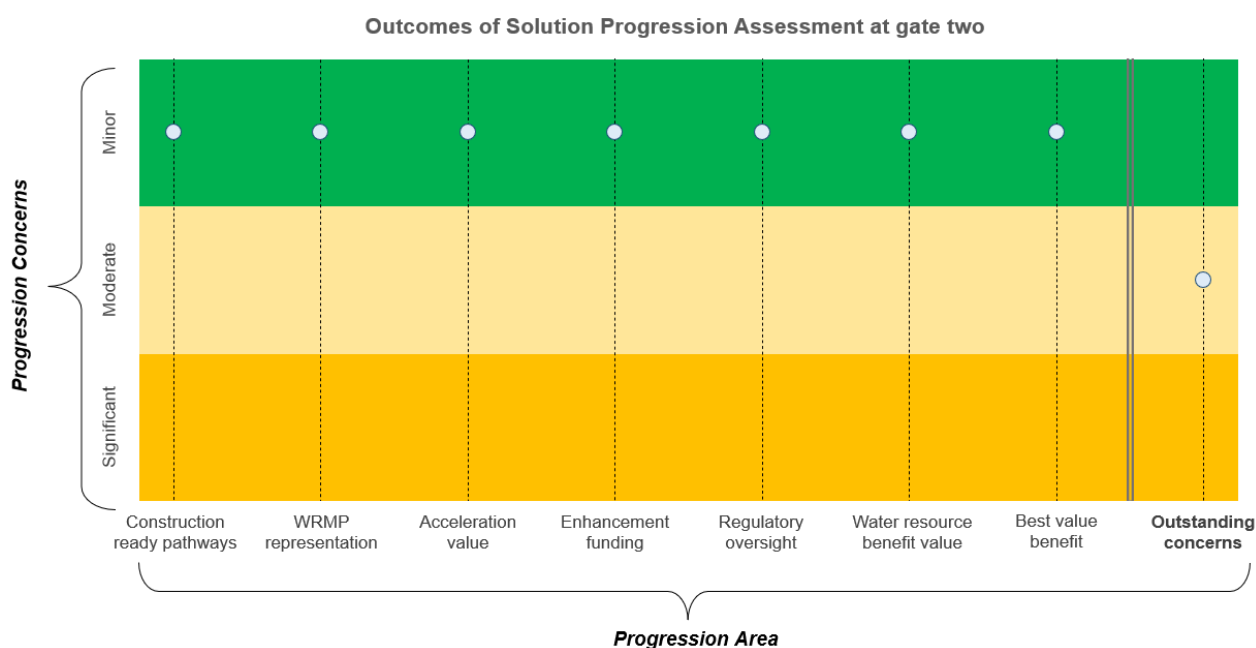 Outcomes of Solution Progression Assessment at gate two
Progression Concerns
Minor
Moderate
Significant
Construction
ready pathways
WRMP
representation
Acceleration
value
Enhancement
funding
Regulatory
oversight
Water resource
benefit value
Best value
benefit
Outstanding
concerns
Progression Area